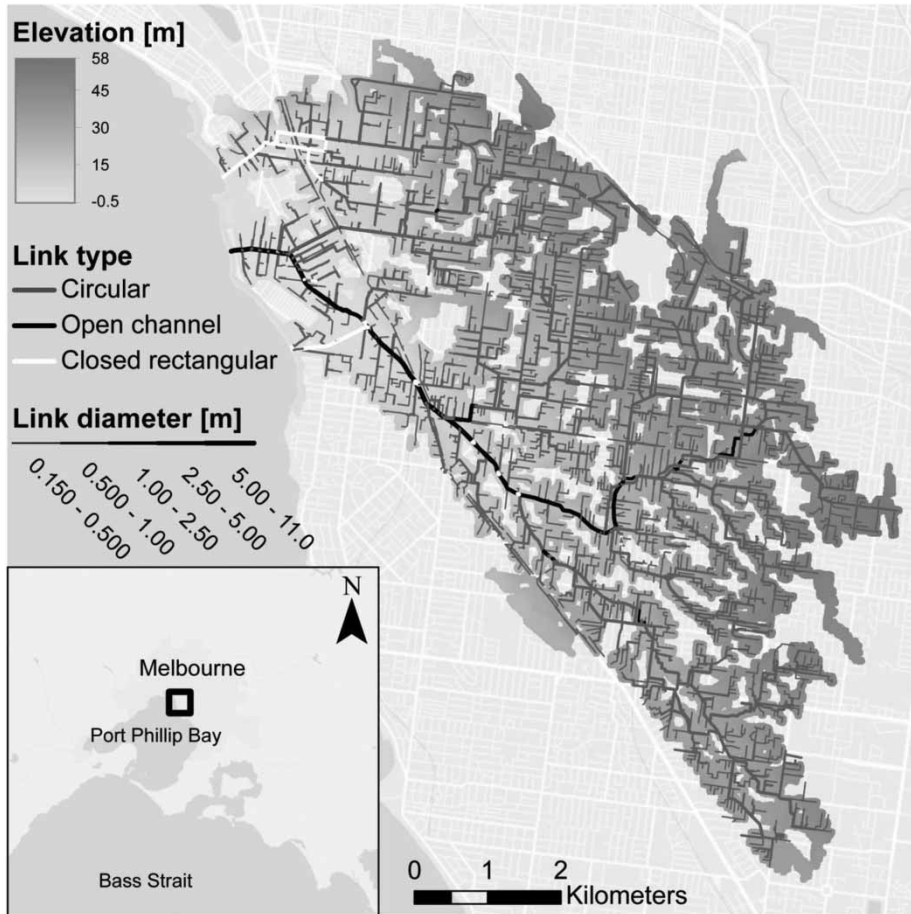 Elevation [m]
58
45
30
15
-0.5
Link type
Circular
Open channel
Closed rectangular
Link diameter [m]
0.150 - 0.500
0.500 - 1.00
1.00 - 2.50
2.50 - 5.00
5.00 - 11.0
N
Melbourne
Port Phillip Bay
Bass Strait
0 1 2
Kilometers